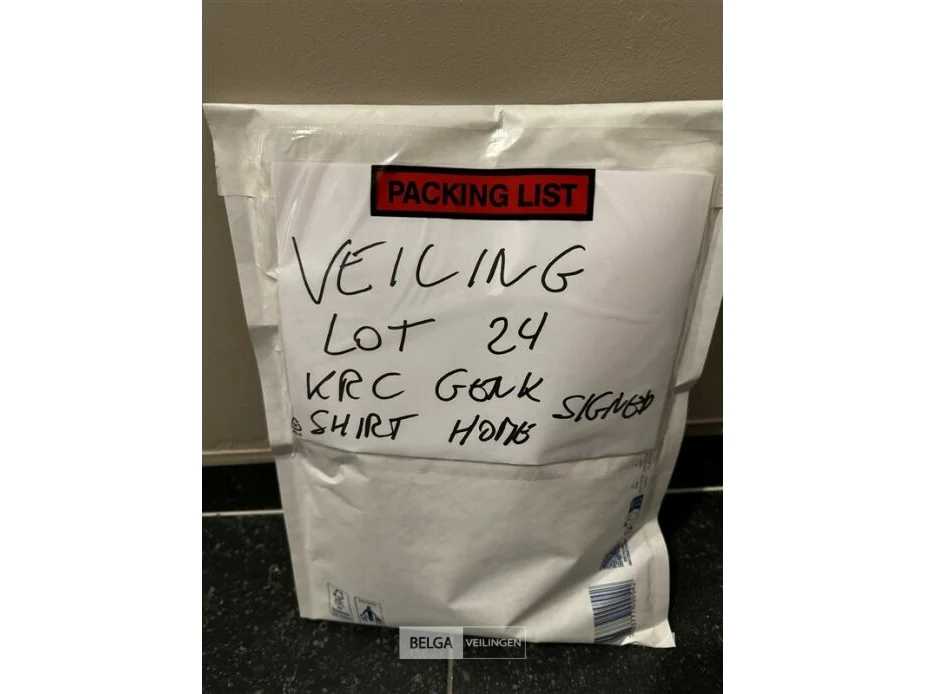 PACKING LIST
VEILING
LOT 24
KRC GENK
SHIRT HOME SIGNED
BELGA VEILINGEN